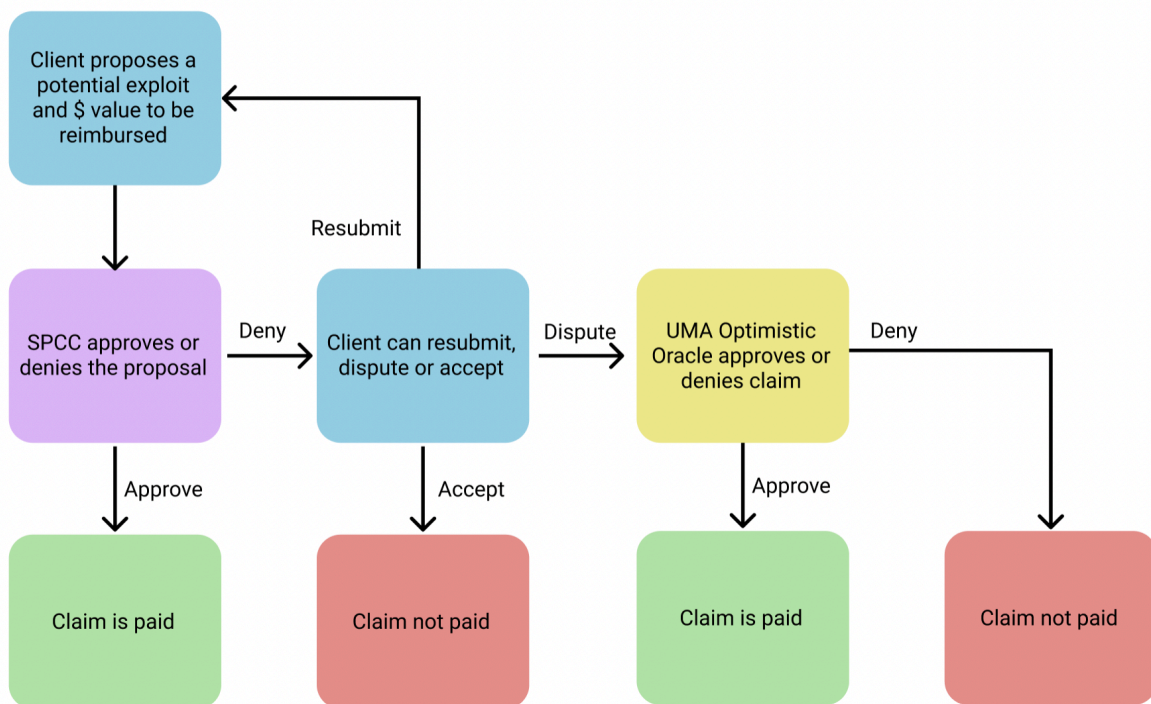 Client proposes a
potential exploit
and $ value to be
reimbursed
Resubmit
SPCC approves or
denies the proposal
Deny
Client can resubmit,
dispute or accept
Dispute
UMA Optimistic
Oracle approves or
denies claim
Deny
Approve
Accept
Approve
Claim is paid
Claim not paid
Claim is paid
Claim not paid